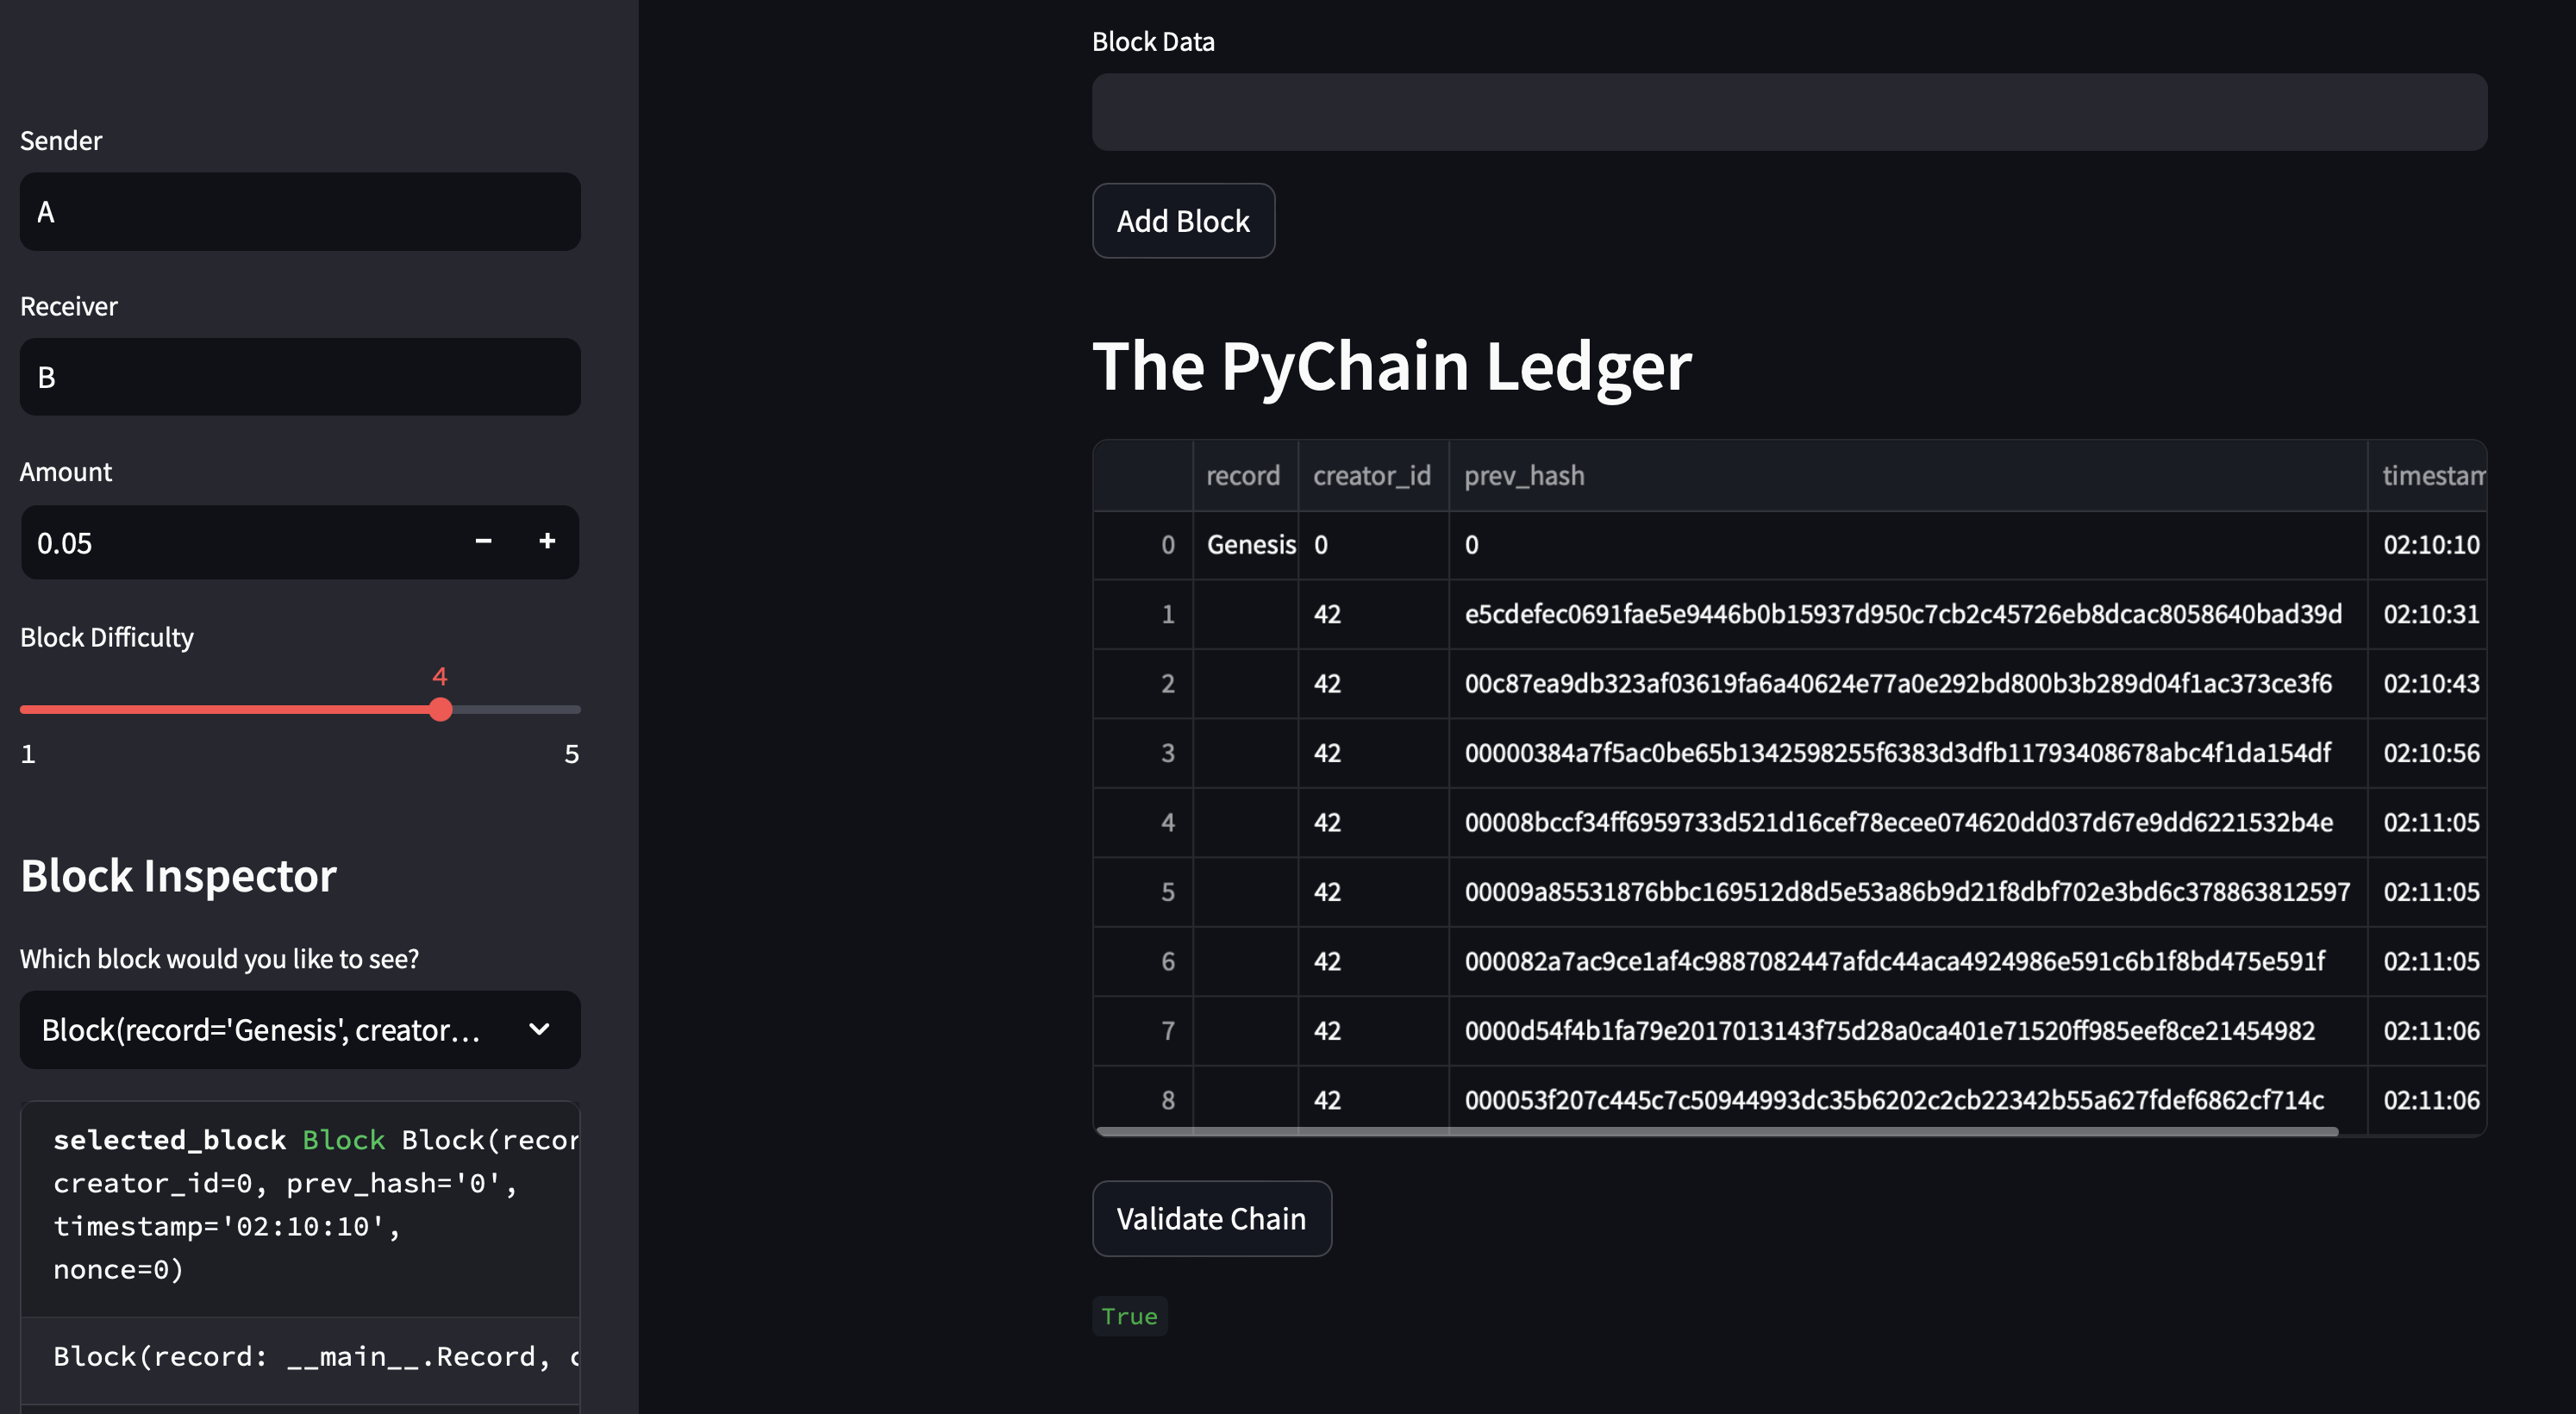 Sender
A
Receiver
B
Amount
0.05 − +
Block Difficulty
4
1 5
Block Inspector
Which block would you like to see?
Block(record='Genesis', creator…
selected_block Block Block(recor
creator_id=0, prev_hash='0',
timestamp='02:10:10',
nonce=0)
Block(record: __main__.Record, c
Block Data
Add Block
The PyChain Ledger
record creator_id prev_hash timestam
0 Genesis 0 0 02:10:10
1 42 e5cdefec0691fae5e9446b0b15937d950c7cb2c45726eb8dcac8058640bad39d 02:10:31
2 42 00c87ea9db323af03619fa6a40624e77a0e292bd800b3b289d04f1ac373ce3f6 02:10:43
3 42 00000384a7f5ac0be65b1342598255f6383d3dfb11793408678abc4f1da154df 02:10:56
4 42 00008bccf34ff6959733d521d16cef78ecee074620dd037d67e9dd6221532b4e 02:11:05
5 42 00009a85531876bbc169512d8d5e53a86b9d21f8dbf702e3bd6c378863812597 02:11:05
6 42 000082a7ac9ce1af4c9887082447afdc44aca4924986e591c6b1f8bd475e591f 02:11:05
7 42 0000d54f4b1fa79e2017013143f75d28a0ca401e71520ff985eef8ce21454982 02:11:06
8 42 000053f207c445c7c50944993dc35b6202c2cb22342b55a627fdef6862cf714c 02:11:06
Validate Chain
True